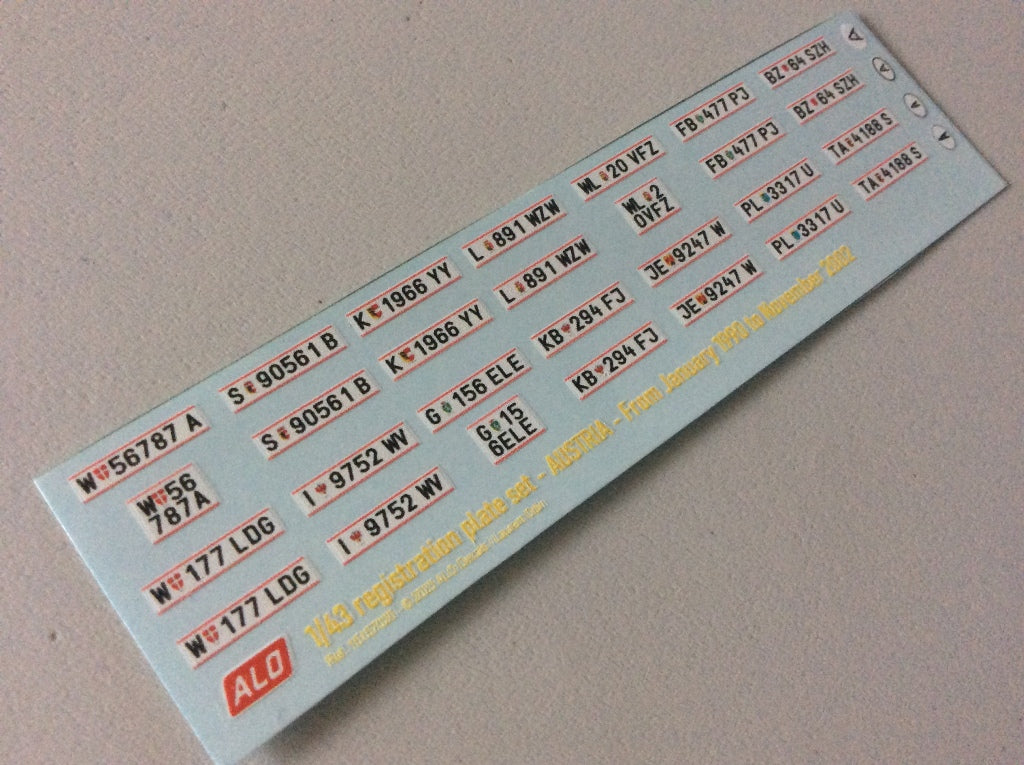 W 56787 A
W 56
787A
W 177 LDG
W 177 LDG
S 90561 B
S 90561 B
I 9752 WV
I 9752 WV
K 1966 YY
K 1966 YY
G 156 ELE
G 15
6ELE
L 891 WZW
L 891 WZW
KB 294 FJ
KB 294 FJ
WL 20 VFZ
WL 2
0VFZ
JE 9247 W
JE 9247 W
FB 477 PJ
FB 477 PJ
PL 3317 U
PL 3317 U
BZ 64 SZH
BZ 64 SZH
TA 4188 S
TA 4188 S
A
A
A
A
ALO
1/43 registration plate set - AUSTRIA - From January 1990 to November 2002